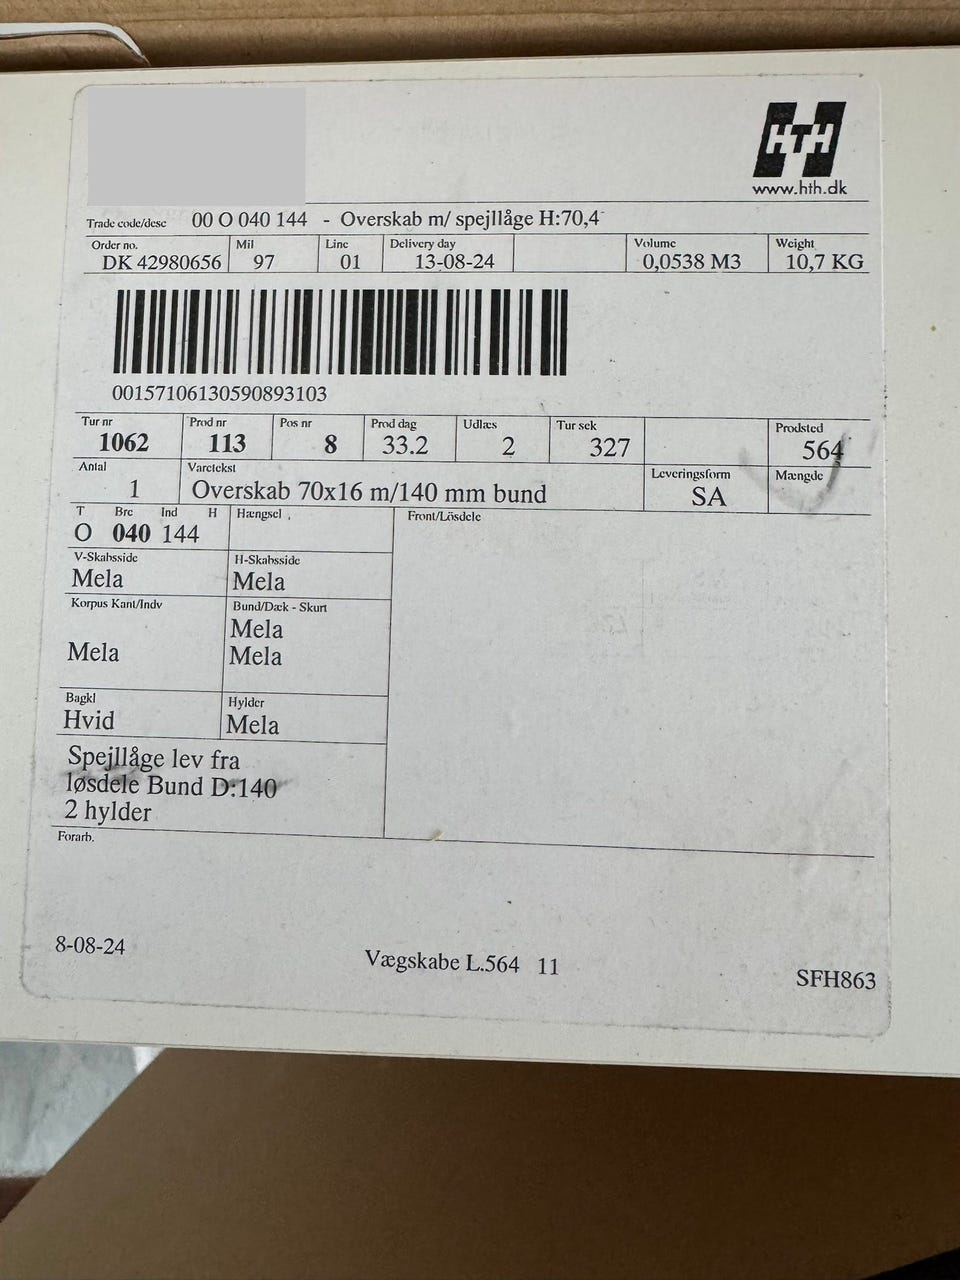 HTH
www.hth.dk
Trade code/desc 00 O 040 144 - Overskab m/ spejllåge H:70,4
Order no. Mil Line Delivery day Volume Weight
DK 42980656 97 01 13-08-24 0,0538 M3 10,7 KG
00157106130590893103
Tur nr Prod nr Pos nr Prod dag Udlæs Tur sek Prodsted
1062 113 8 33.2 2 327 564
Antal Varetekst Leveringsform Mængde
1 Overskab 70x16 m/140 mm bund SA
T Bre Ind H Hængsel Front/Lösdele
O 040 144
V-Skabsside H-Skabsside
Mela Mela
Korpus Kant/Indv Bund/Dæk - Skurt
Mela
Mela Mela
Bagkl Hylder
Hvid Mela
Spejllåge lev fra
løsdele Bund D:140
2 hylder
Forarb.
8-08-24 Vægskabe L.564 11 SFH863